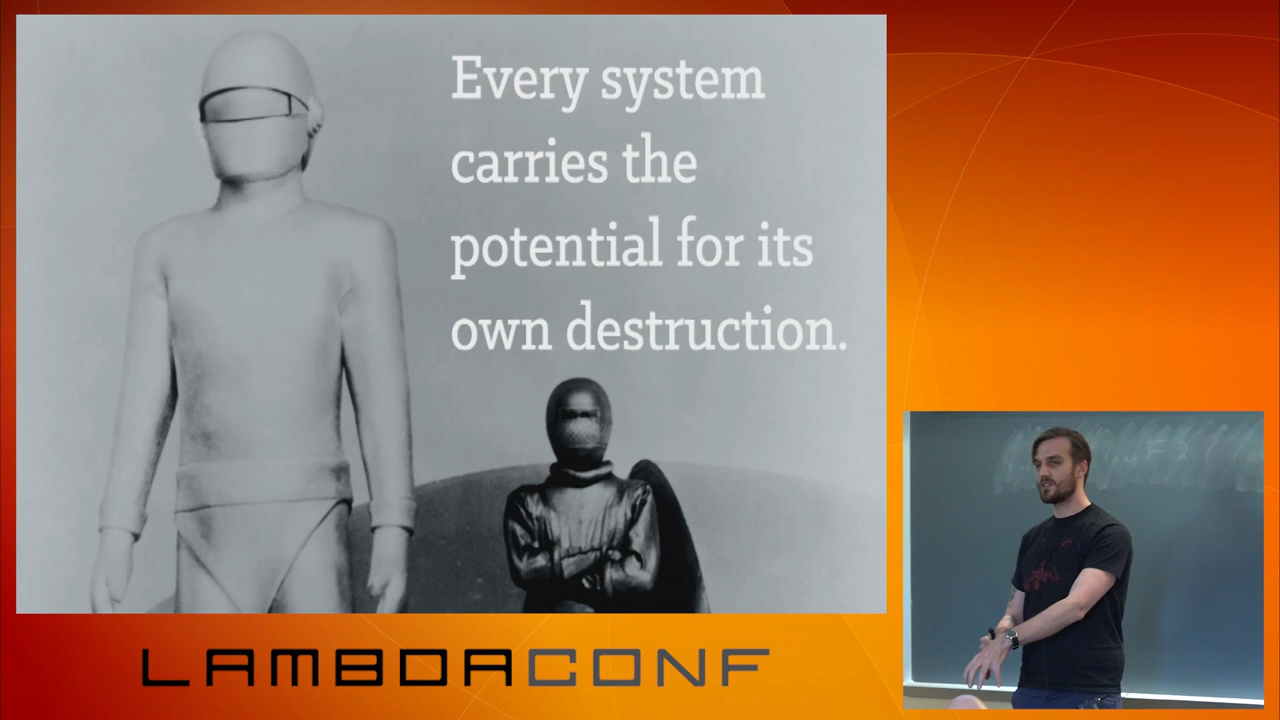 Every system
carries the
potential for its
own destruction.
LAMBDACONF